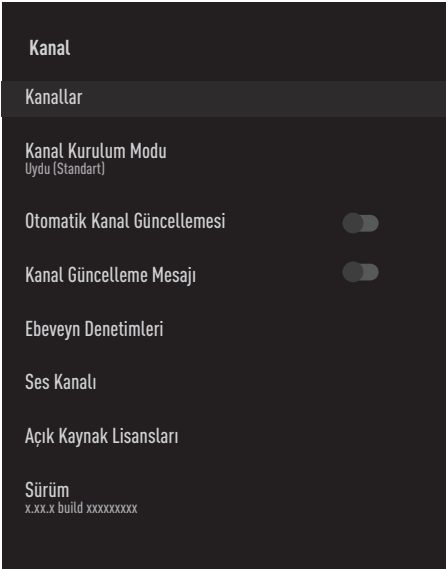 Kanal
Kanallar
Kanal Kurulum Modu
Uydu (Standart)
Otomatik Kanal Güncellemesi
Kanal Güncelleme Mesajı
Ebeveyn Denetimleri
Ses Kanalı
Açık Kaynak Lisansları
Sürüm
x.xx.x build xxxxxxxxx